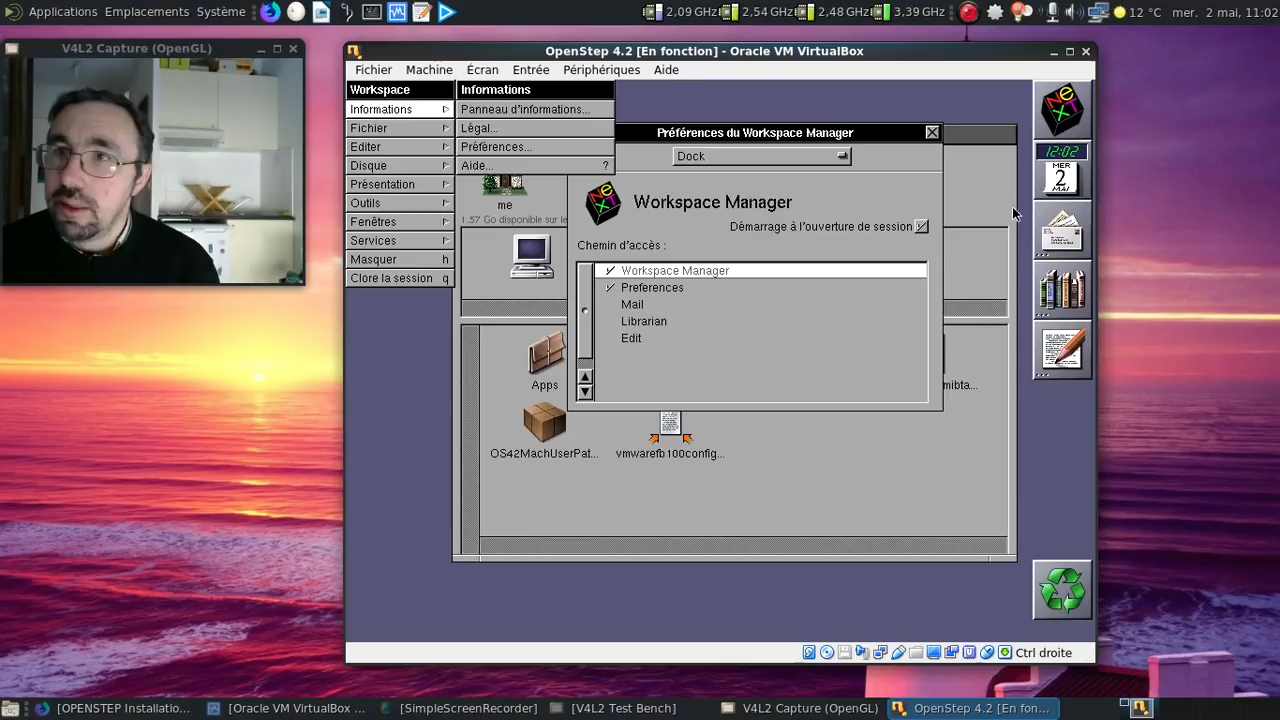 Applications Emplacements Système
2,09 GHz 2,54 GHz 2,58 GHz 3,39 GHz
12 °C mer. 2 mai, 11:02
V4L2 Capture (OpenGL)
OpenStep 4.2 [En fonction] - Oracle VM VirtualBox
Fichier Machine Écran Entrée Périphériques Aide
Workspace
Informations
Fichier
Editer
Disque
Présentation
Outils
Fenêtres
Services
Masquer h
Clore la session q
Informations
Panneau d'informations...
Légal...
Préférences...
Aide... ?
me
1.57 Go disponible sur le
Préférences du Workspace Manager
Dock
Workspace Manager
Démarrage à l'ouverture de session
Chemin d'accès :
Workspace Manager
Preferences
Mail
Librarian
Edit
Apps
mibta...
OS42MachUserPat...
vmwarefb100config...
NeXT
12:02
MER
2
MAI
Ctrl droite
[OPENSTEP Installatio...
[Oracle VM VirtualBox ...
[SimpleScreenRecorder]
[V4L2 Test Bench]
V4L2 Capture (OpenGL)
OpenStep 4.2 [En fon...